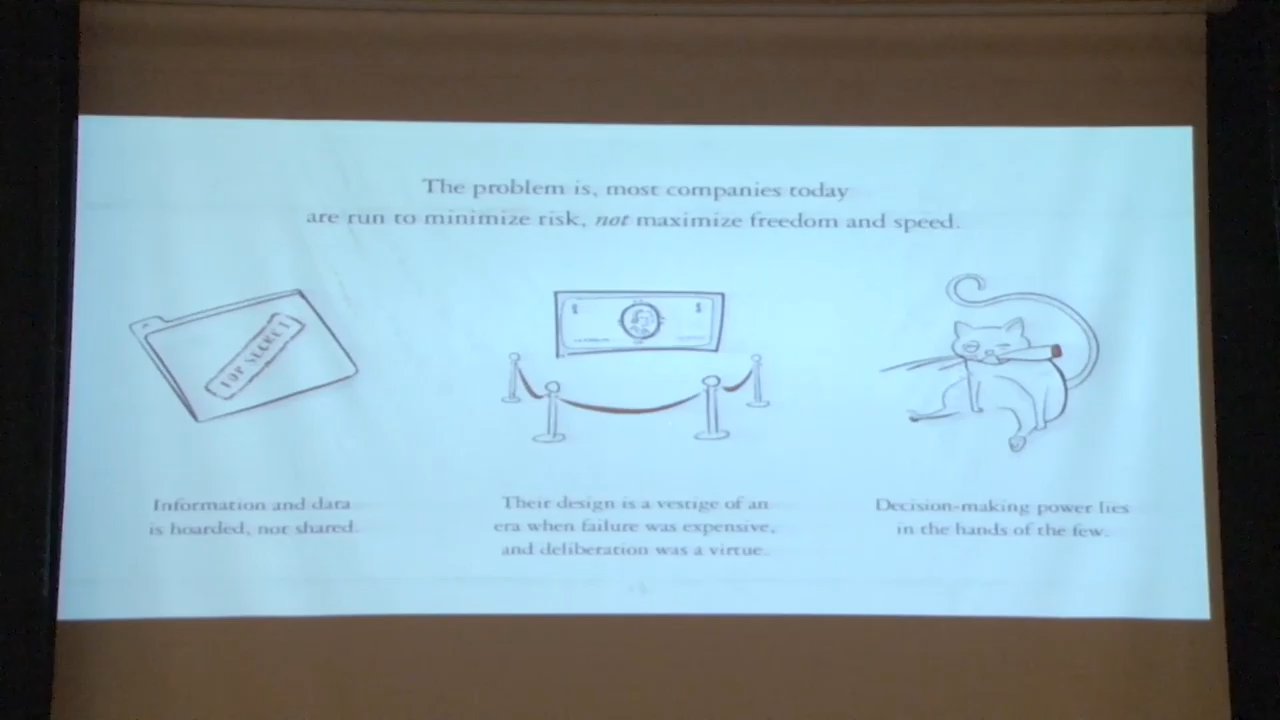 The problem is, most companies today
are run to minimize risk, not maximize freedom and speed.
TOP SECRET
$ $
Information and data
is hoarded, not shared.
Their design is a vestige of an
era when failure was expensive,
and deliberation was a virtue.
Decision-making power lies
in the hands of the few.